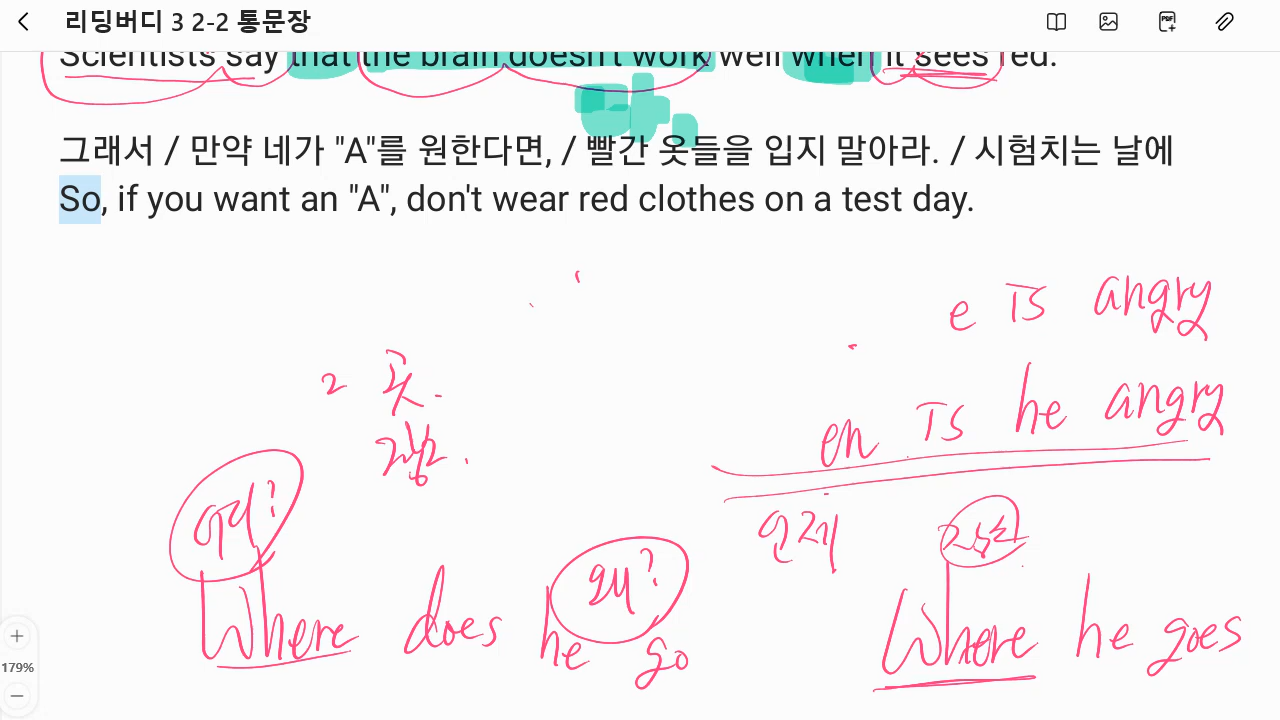 리딩버디 3 2-2 통문장
Scientists say that the brain doesn't work well when it sees red.
그래서 / 만약 네가 "A"를 원한다면, / 빨간 옷들을 입지 말아라. / 시험치는 날에
So, if you want an "A", don't wear red clothes on a test day.
e is angry
2 곳.
en is he angry
어디?
언제
왜?
Where does he go
Where he goes
179%